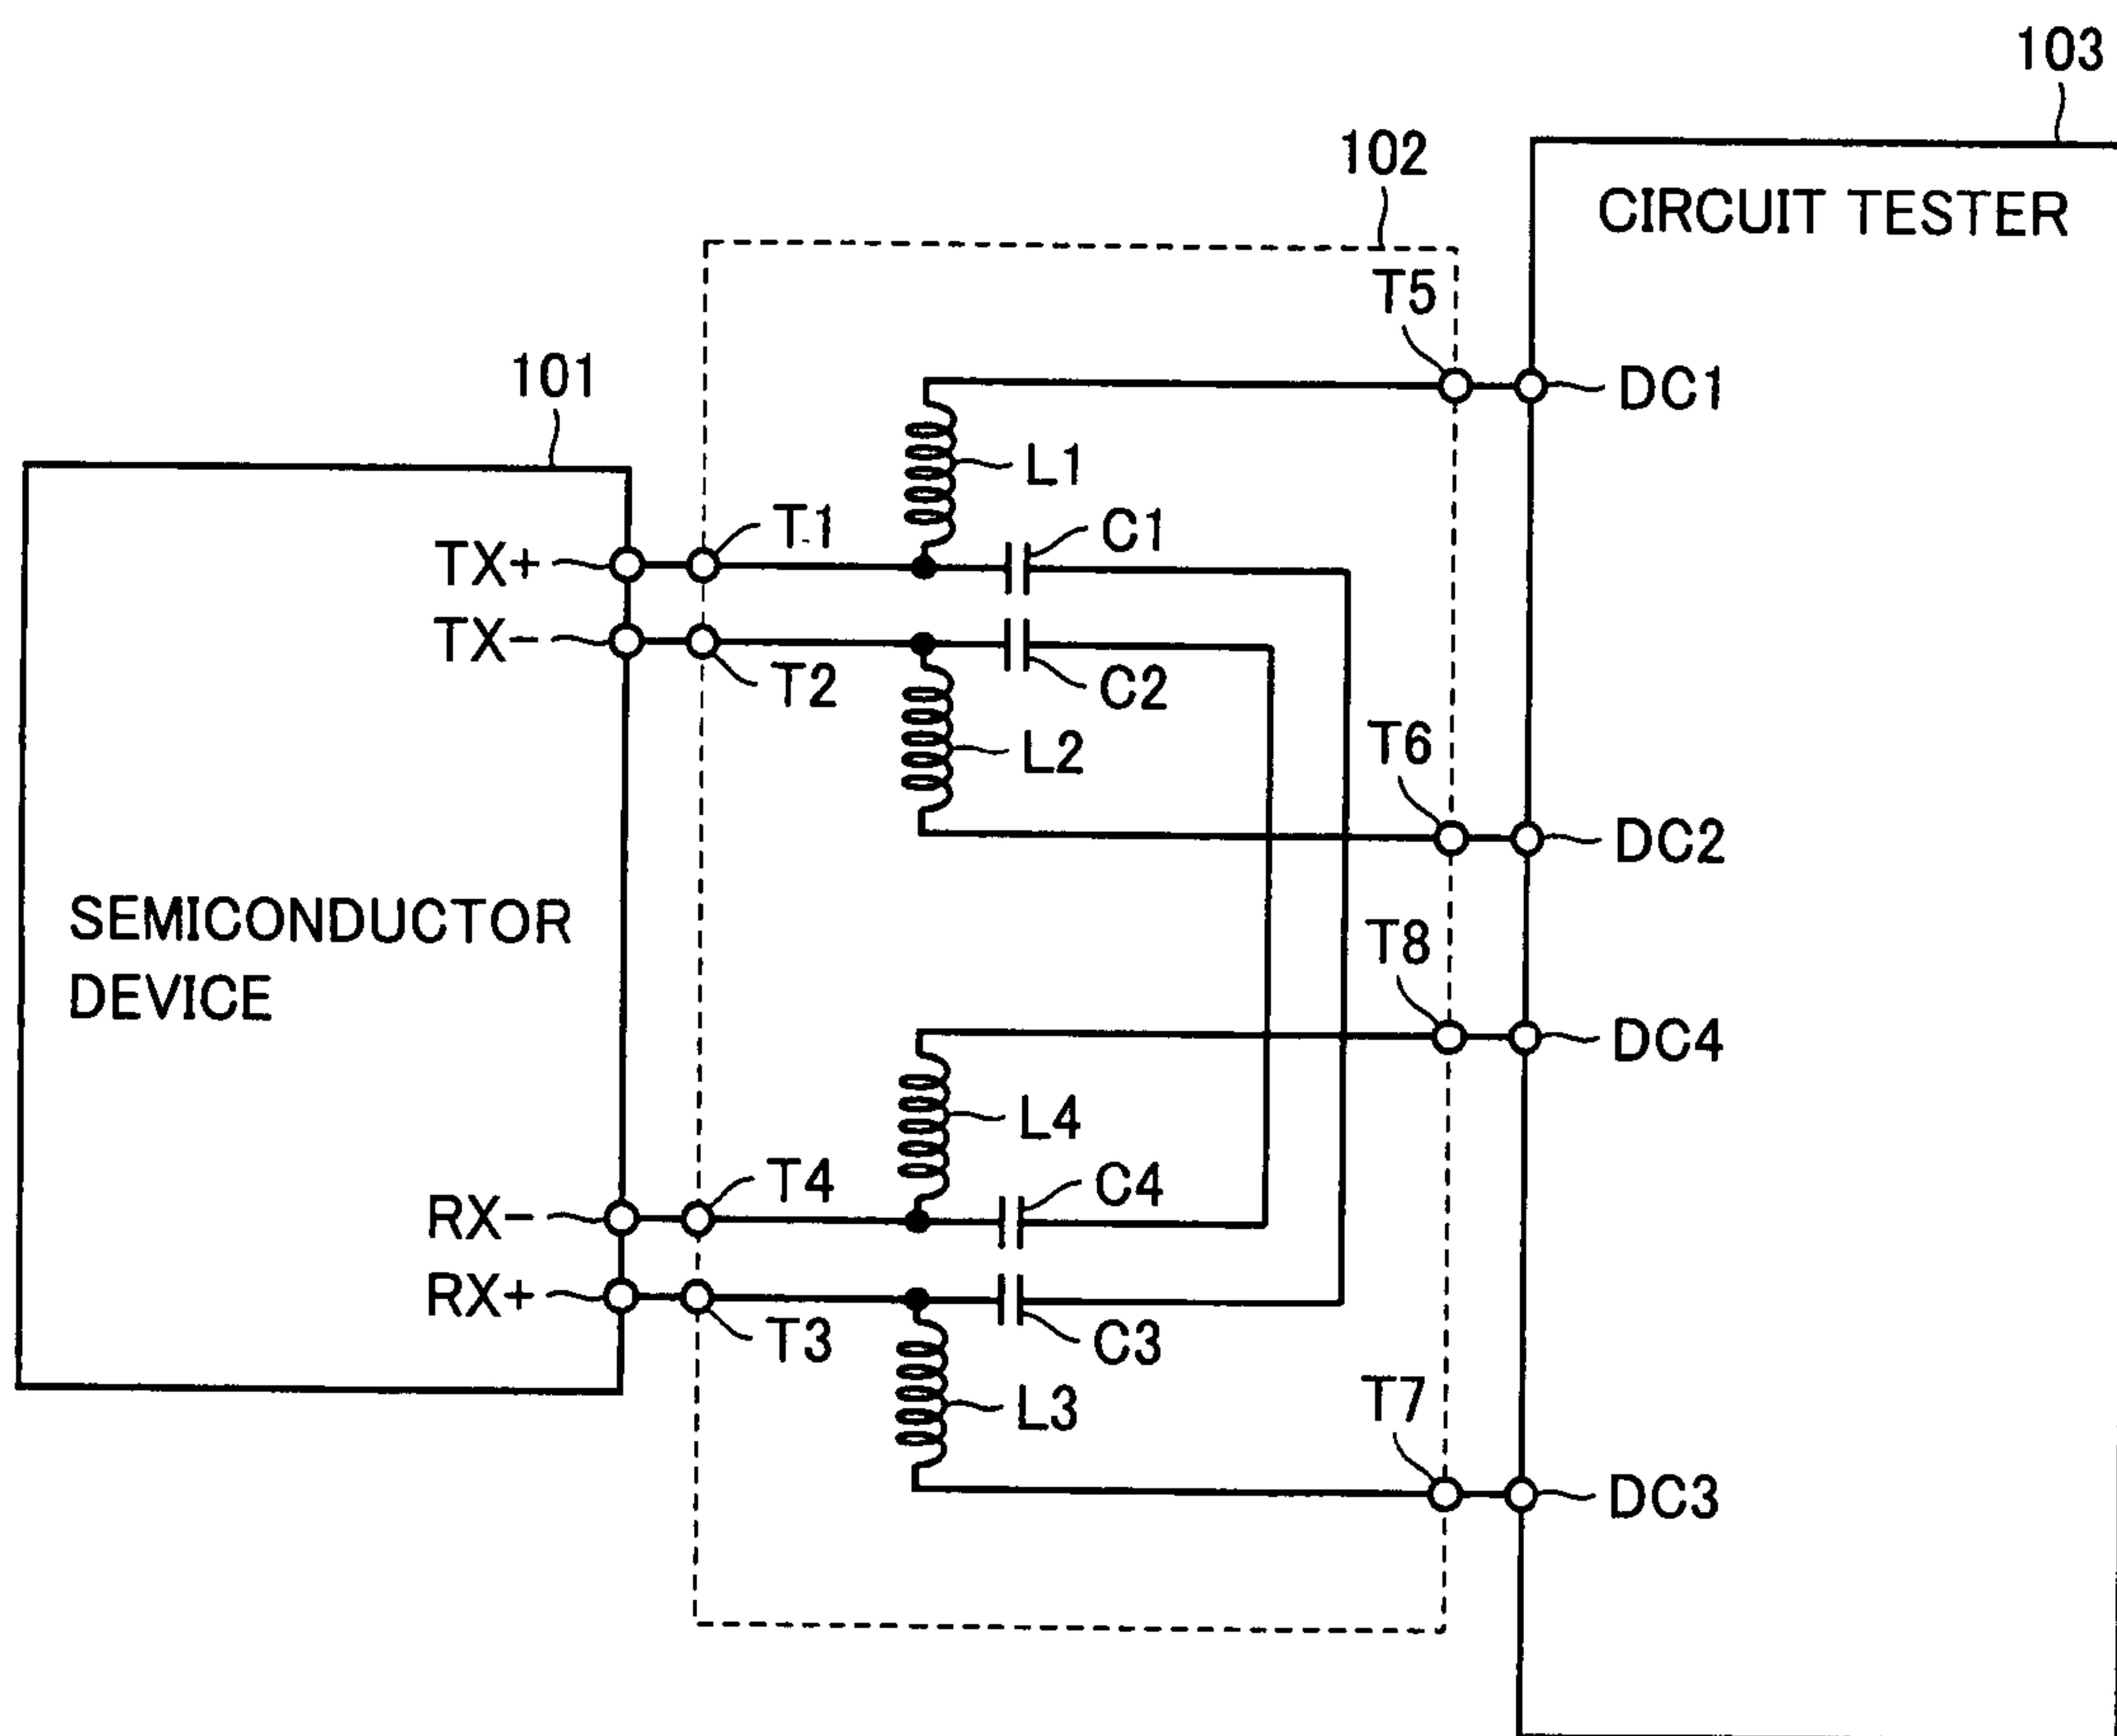 103
102
CIRCUIT TESTER
T5
101
DC1
L1
T1
C1
TX+
TX-
T2
C2
L2
T6
DC2
SEMICONDUCTOR
DEVICE
T8
DC4
L4
T4
C4
RX-
RX+
T3
C3
L3
T7
DC3